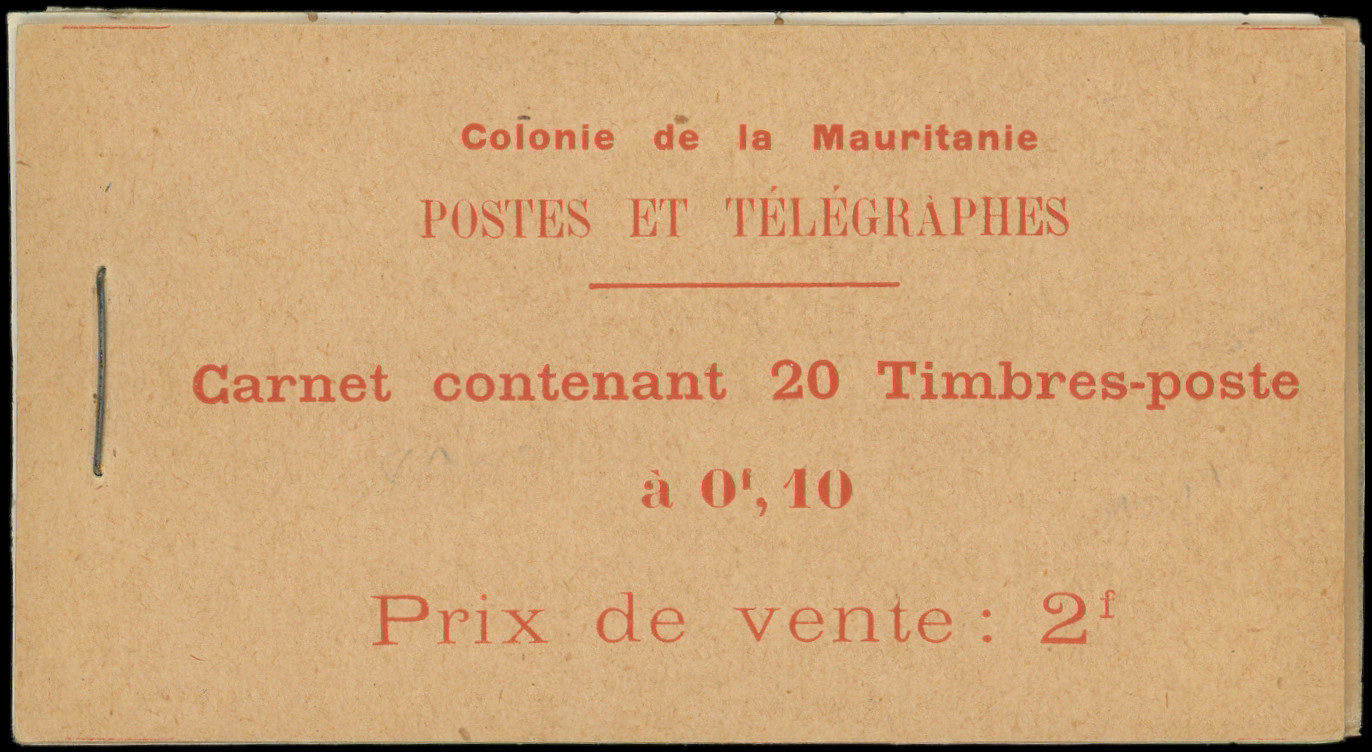 Colonie de la Mauritanie
POSTES ET TÉLÉGRAPHES
Carnet contenant 20 Timbres-poste
à 0ᶠ,10
Prix de vente : 2ᶠ